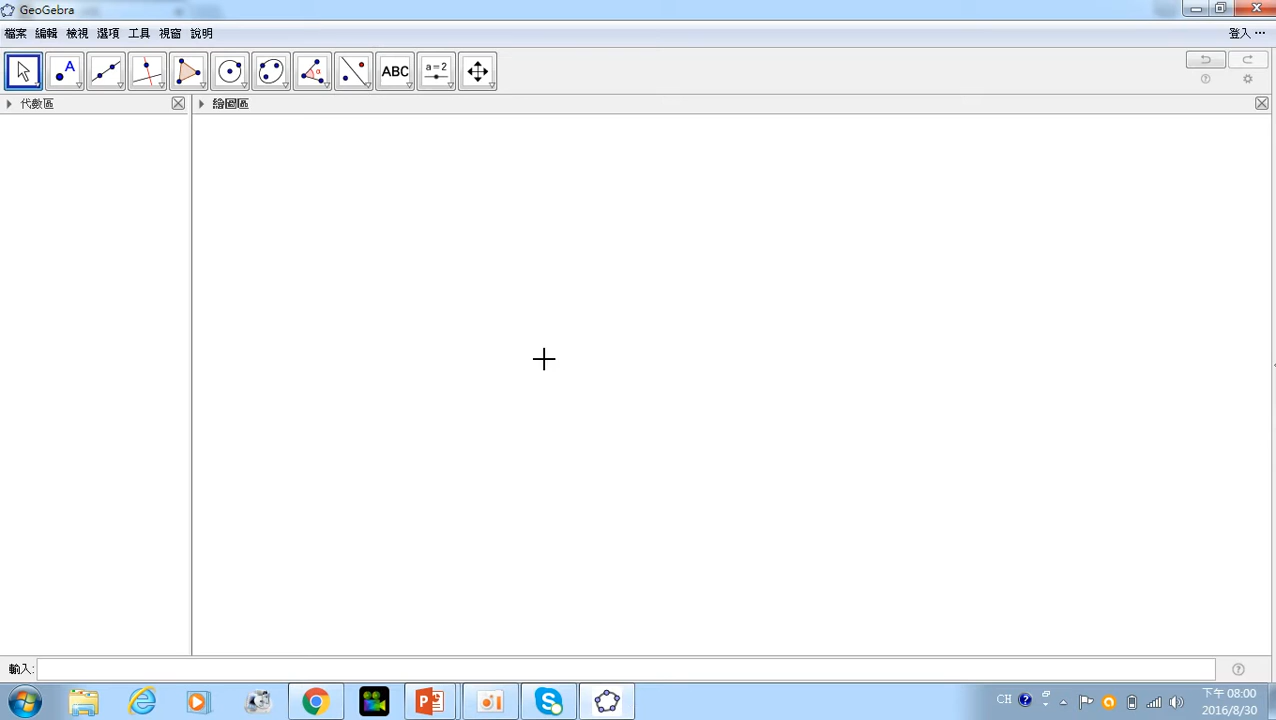 GeoGebra
檔案 編輯 檢視 選項 工具 視窗 說明 登入 ...
A α ABC a=2
代數區 繪圖區
輸入:
CH 下午 08:00
2016/8/30